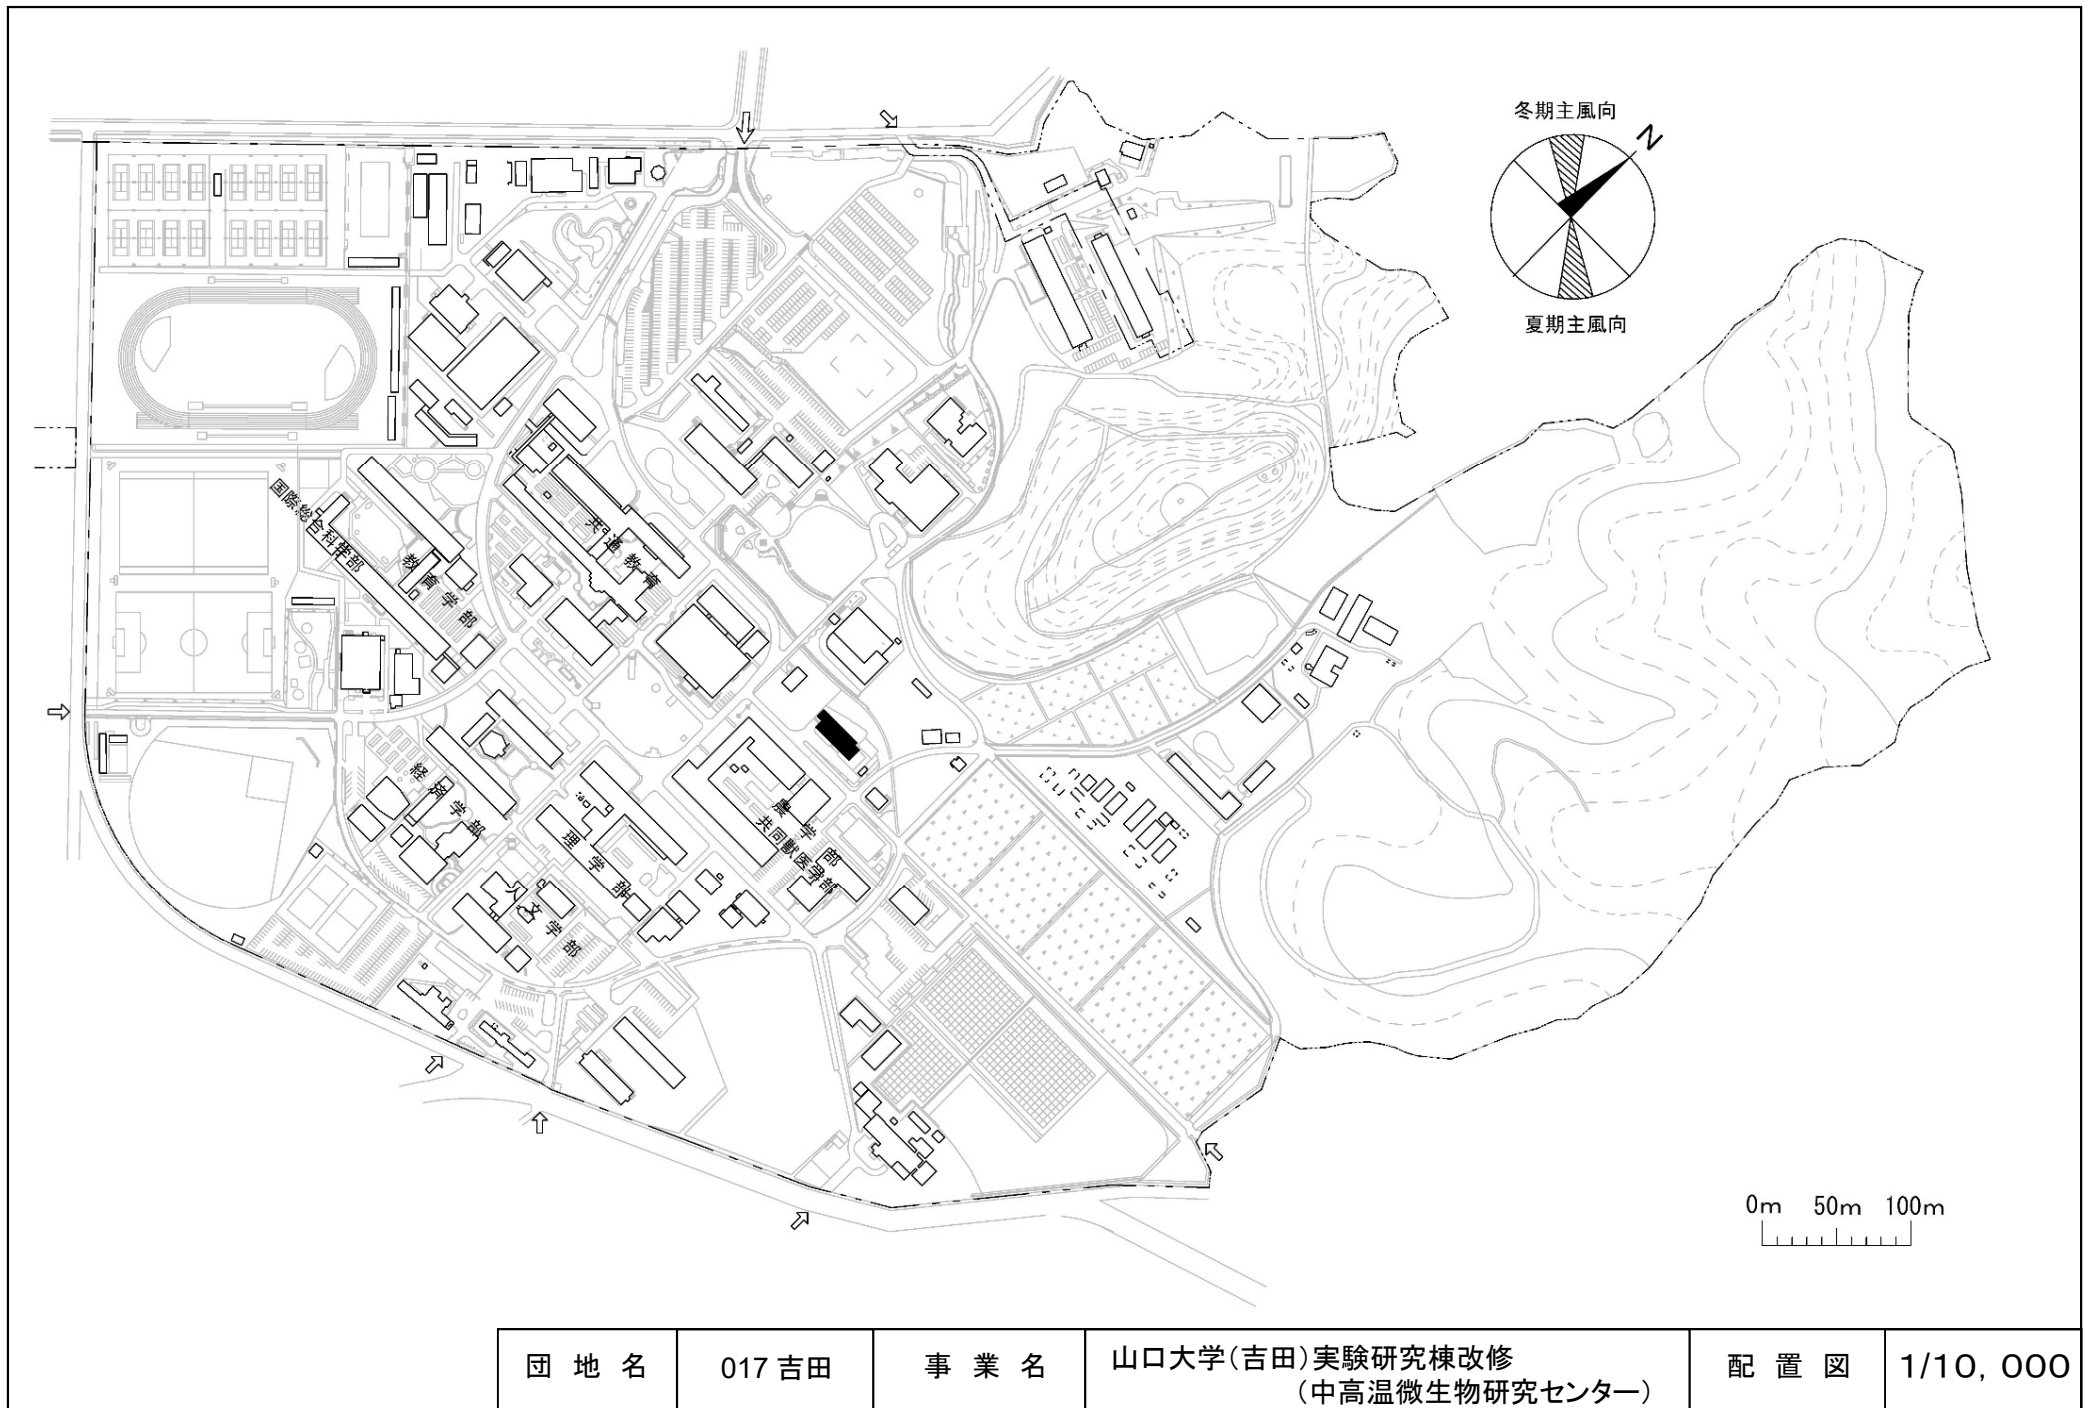 冬期主風向
N
夏期主風向
国際総合科学部
教育学部
共通教育
経済学部
理学部
人文学部
農学部
共同獣医学部
0m 50m 100m
団地名 017 吉田 事業名 山口大学(吉田)実験研究棟改修
(中高温微生物研究センター) 配置図 1/10,000